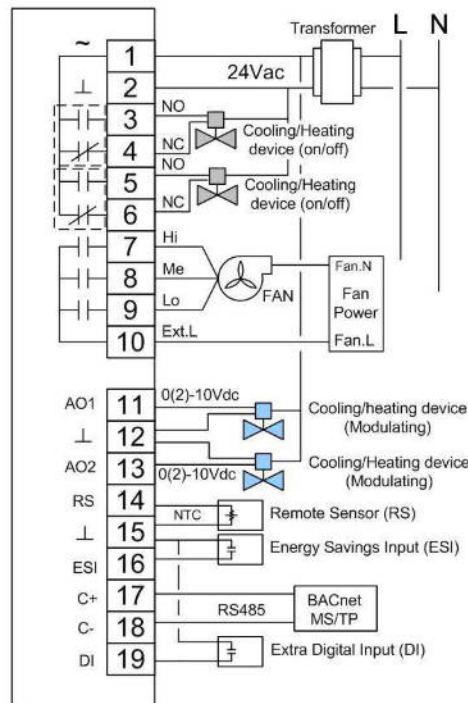 Transformer
L
N
~
1
24Vac
⊥
2
NO
3
Cooling/Heating
device (on/off)
NC
4
NO
5
Cooling/Heating
device (on/off)
NC
6
Hi
7
Me
8
FAN
Lo
9
Ext.L
10
Fan.N
Fan
Power
Fan.L
AO1
11
0(2)-10Vdc
Cooling/heating device
(Modulating)
⊥
12
AO2
13
0(2)-10Vdc
Cooling/Heating device
(Modulating)
RS
14
NTC
Remote Sensor (RS)
⊥
15
Energy Savings Input (ESI)
ESI
16
C+
17
RS485
BACnet
MS/TP
C-
18
DI
19
Extra Digital Input (DI)